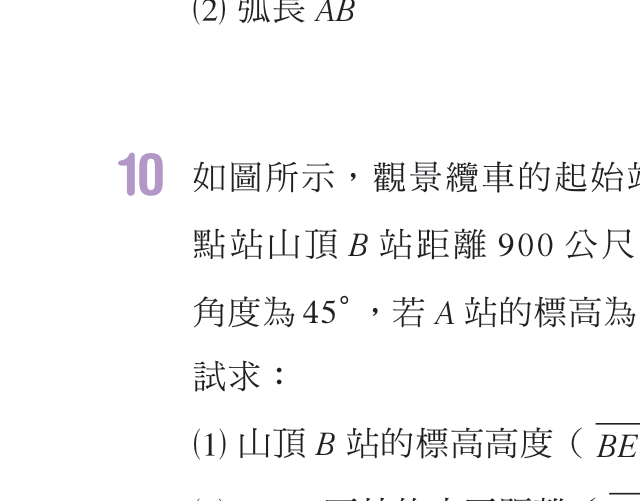 (2) 弧長 AB
10 如圖所示，觀景纜車的起始站
點站山頂 B 站距離 900 公尺
角度為 45°，若 A 站的標高為
試求：
(1) 山頂 B 站的標高高度（ BE